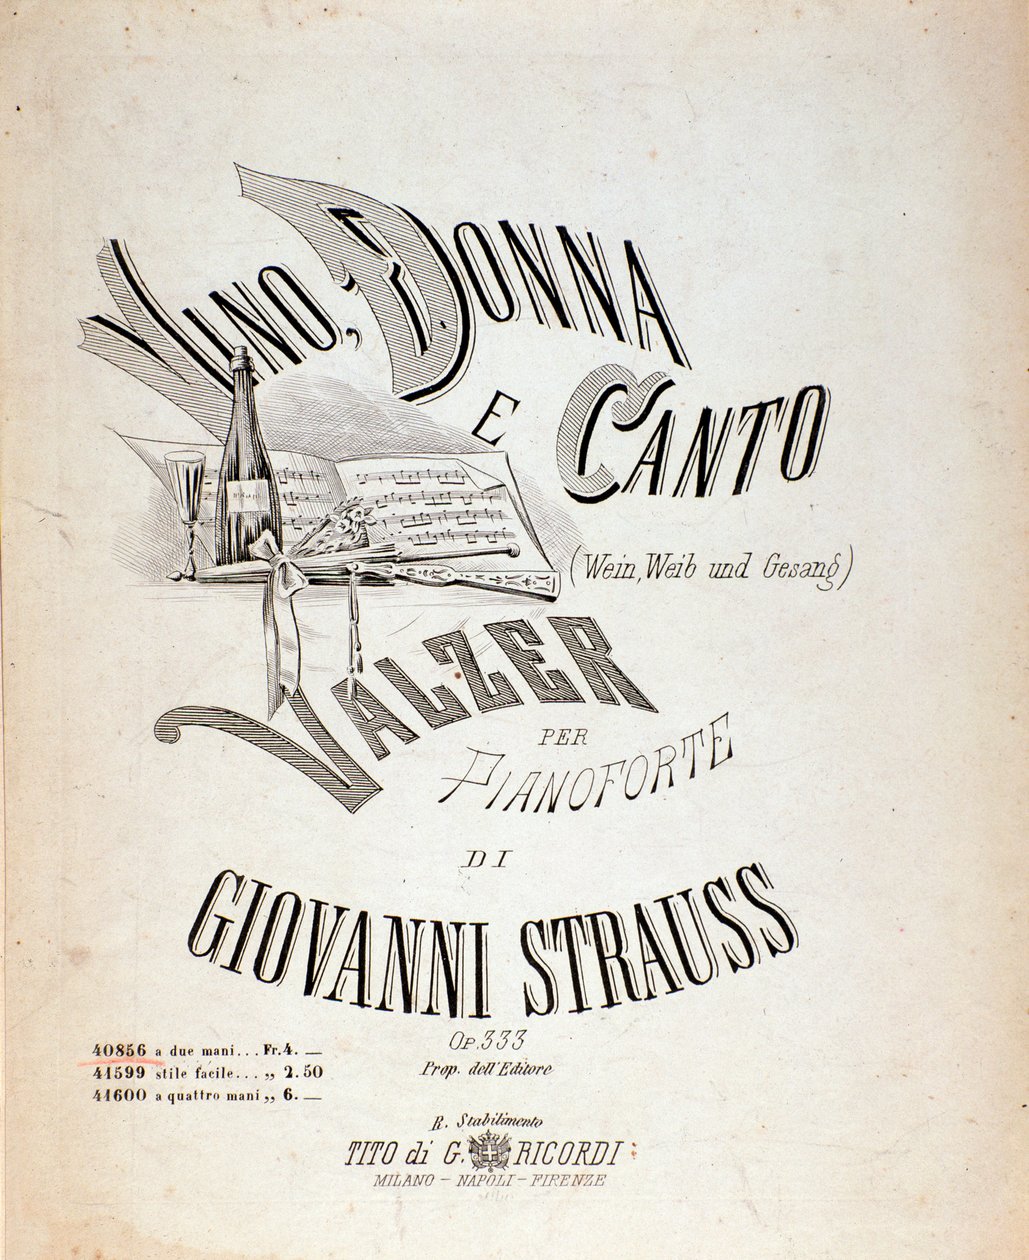 VINO, DONNA
E CANTO
(Wein, Weib und Gesang)
VALZER
PER
PIANOFORTE
DI
GIOVANNI STRAUSS
OP. 333
Prop. dell'Editore
40856 a due mani... Fr. 4. —
41599 stile facile... „ 2.50
41600 a quattro mani „ 6. —
R. Stabilimento
TITO di G. RICORDI
MILANO - NAPOLI - FIRENZE